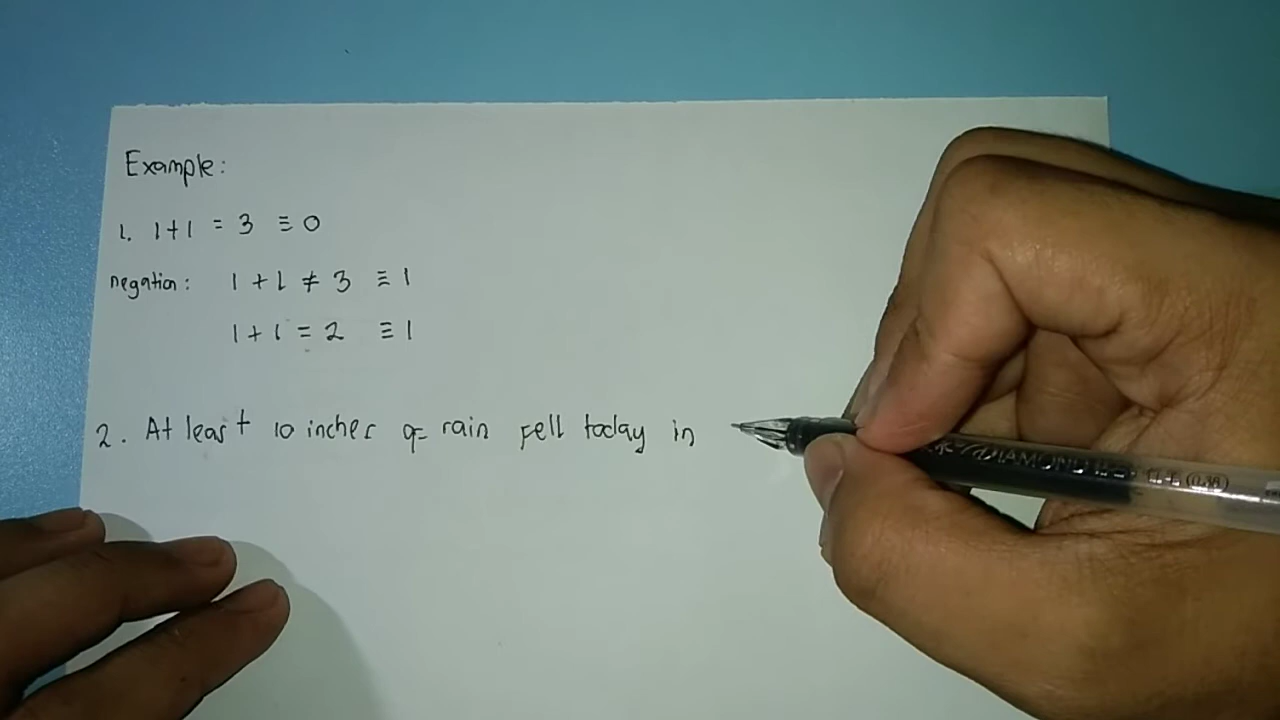 Example:
1. 1+1 = 3 ≡ 0
negation: 1 + 1 ≠ 3 ≡ 1
1 + 1 = 2 ≡ 1
2. At least 10 inches of rain fell today in
DIAMOND